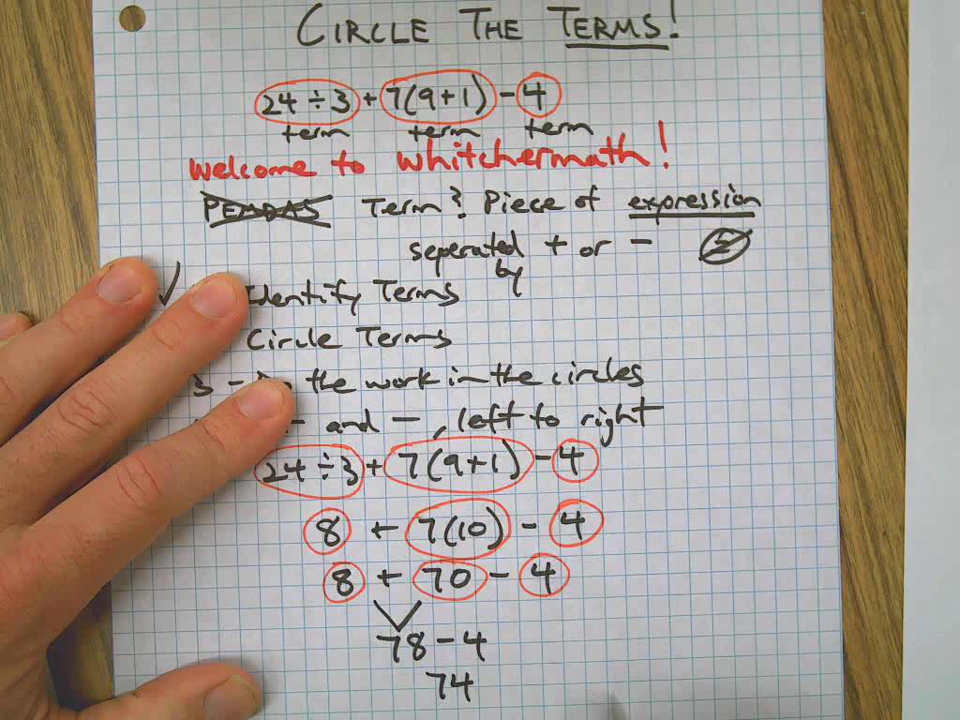 CIRCLE THE TERMS!
24 ÷ 3 + 7(9+1) - 4
term term term
welcome to whitchermath!
PEMDAS Term? Piece of expression
seperated by + or -
Identify Terms
Circle Terms
3 - the work in the circles
- and -, left to right
24 ÷ 3 + 7(9+1) - 4
8 + 7(10) - 4
8 + 70 - 4
78 - 4
74